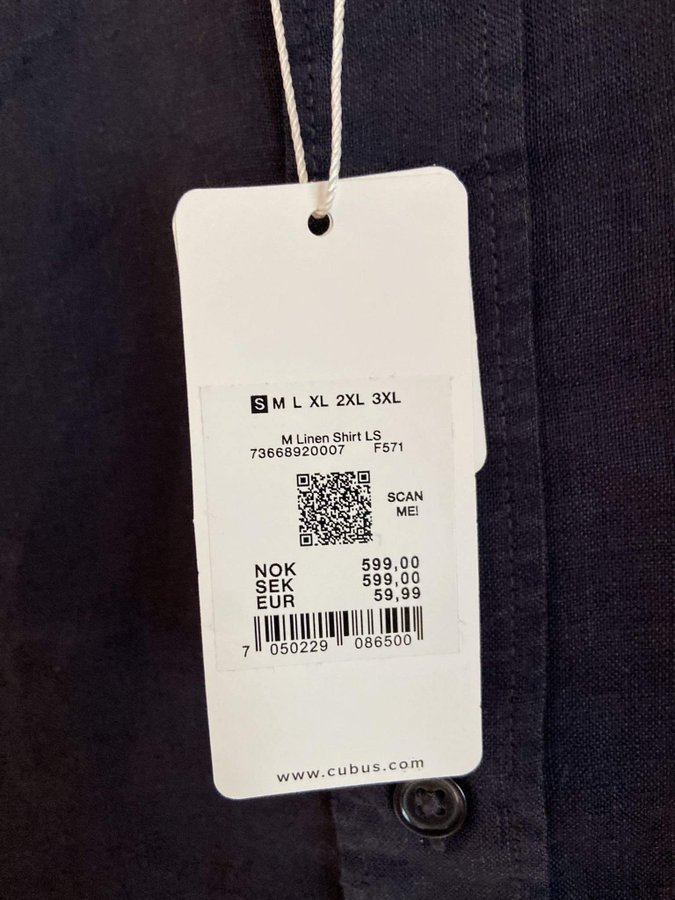 S M L XL 2XL 3XL
M Linen Shirt LS
73668920007 F571
SCAN
ME!
NOK 599,00
SEK 599,00
EUR 59,99
7 050229 086500
www.cubus.com